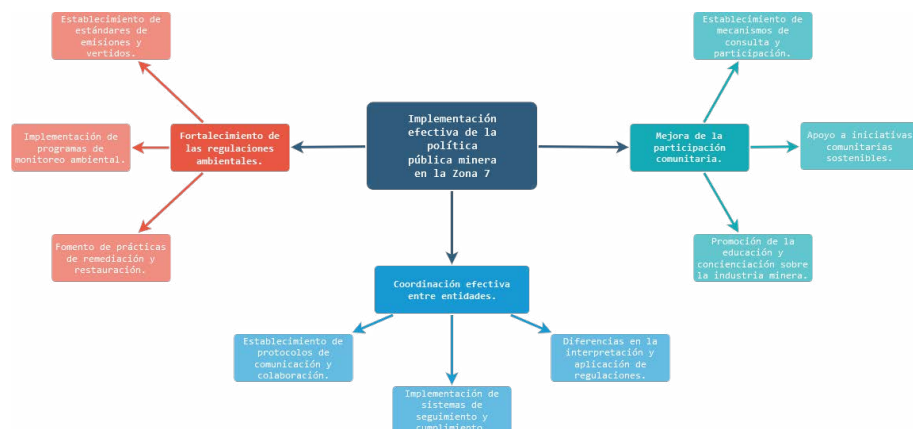 Establecimiento de
estándares de
emisiones y
vertidos.
Implementación de
programas de
monitoreo ambiental.
Fomento de prácticas
de remediación y
restauración.
Fortalecimiento de
las regulaciones
ambientales.
Implementación
efectiva de la
política
pública minera
en la Zona 7
Mejora de la
participación
comunitaria.
Establecimiento de
mecanismos de
consulta y
participación.
Apoyo a iniciativas
comunitarias
sostenibles.
Promoción de la
educación y
concienciación sobre
la industria minera.
Coordinación efectiva
entre entidades.
Establecimiento de
protocolos de
comunicación y
colaboración.
Implementación de
sistemas de
seguimiento y
cumplimiento.
Diferencias en la
interpretación y
aplicación de
regulaciones.